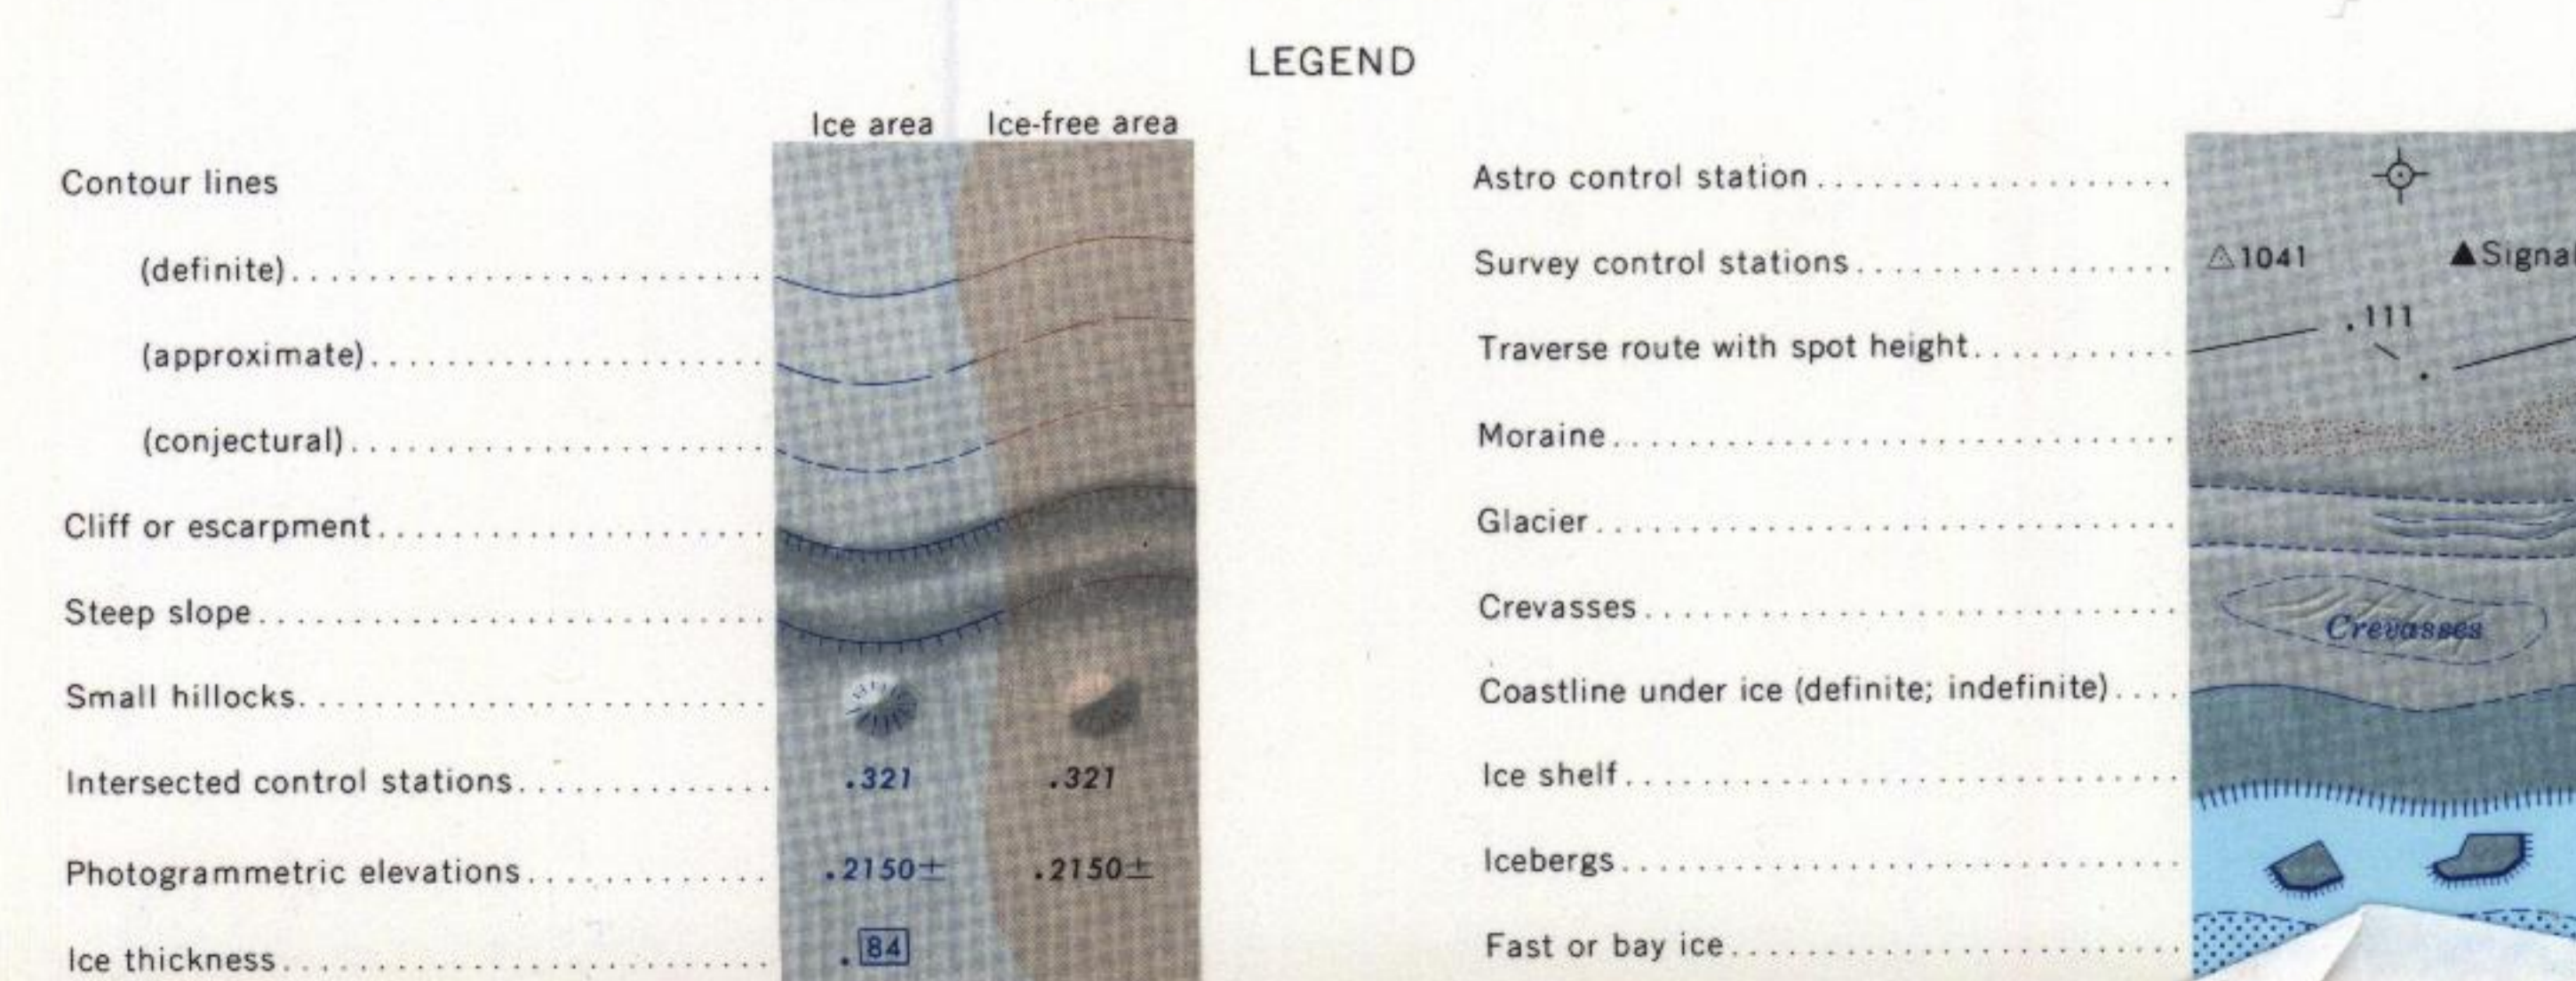 LEGEND
Ice area Ice-free area
Contour lines
(definite)
(approximate)
(conjectural)
Cliff or escarpment
Steep slope
Small hillocks
Intersected control stations .321 .321
Photogrammetric elevations .2150± .2150±
Ice thickness .84
Astro control station
Survey control stations 1041
Traverse route with spot height .111
Moraine
Glacier
Crevasses Crevasses
Coastline under ice (definite; indefinite)
Ice shelf
Icebergs
Fast or bay ice